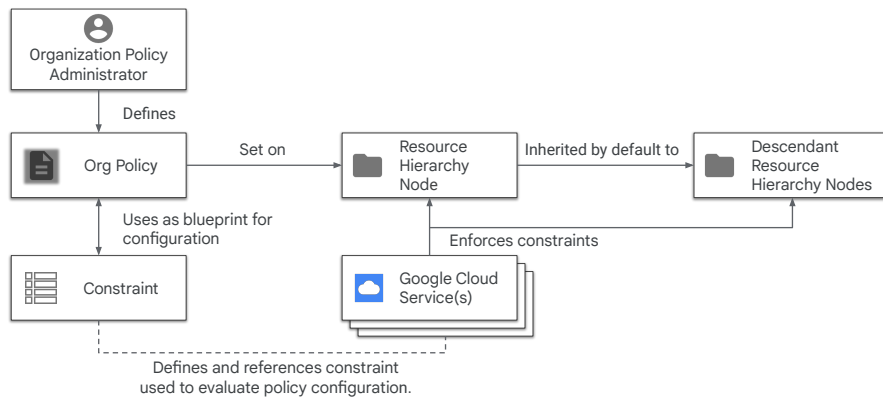 Organization Policy
Administrator
Defines
Org Policy
Set on
Resource
Hierarchy
Node
Inherited by default to
Descendant
Resource
Hierarchy Nodes
Uses as blueprint for
configuration
Enforces constraints
Constraint
Google Cloud
Service(s)
Defines and references constraint
used to evaluate policy configuration.